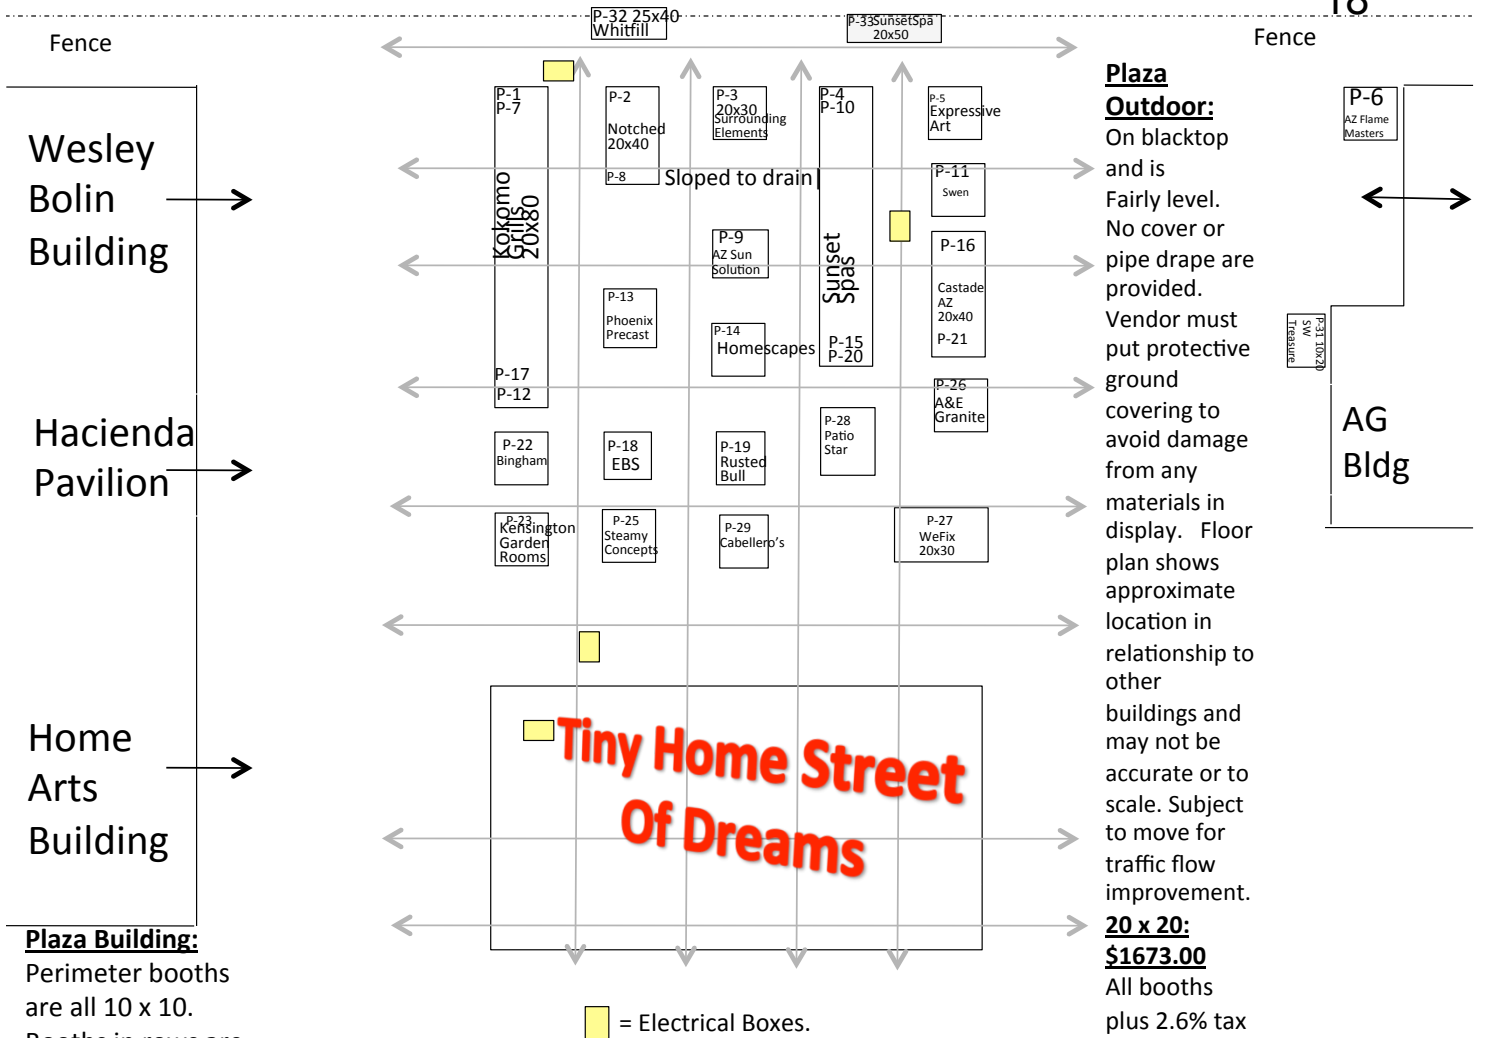 18
P-32 25x40
Whitfill
P-33SunsetSpa
20x50
Fence
Fence
Wesley
Bolin
Building
Hacienda
Pavilion
Home
Arts
Building
Plaza Building:
Perimeter booths
are all 10 x 10.
Booths in rows are
P-1
P-7
Kokomo
Grills
20x80
P-17
P-12
P-2
Notched
20x40
P-8
P-3
20x30
Surrounding
Elements
P-4
P-10
Sunset
Spas
P-15
P-20
P-5
Expressive
Art
Sloped to drain|
P-11
Swen
P-9
AZ Sun
Solution
P-16
Castade
AZ
20x40
P-21
P-13
Phoenix
Precast
P-14
Homescapes
P-26
A&E
Granite
P-22
Bingham
P-18
EBS
P-19
Rusted
Bull
P-28
Patio
Star
P-23
Kensington
Garden
Rooms
P-25
Steamy
Concepts
P-29
Cabellero's
P-27
WeFix
20x30
Tiny Home Street
Of Dreams
= Electrical Boxes.
Plaza
Outdoor:
On blacktop
and is
Fairly level.
No cover or
pipe drape are
provided.
Vendor must
put protective
ground
covering to
avoid damage
from any
materials in
display. Floor
plan shows
approximate
location in
relationship to
other
buildings and
may not be
accurate or to
scale. Subject
to move for
traffic flow
improvement.
20 x 20:
$1673.00
All booths
plus 2.6% tax
P-6
AZ Flame
Masters
P-31 10x20
SW
Treasure
AG
Bldg